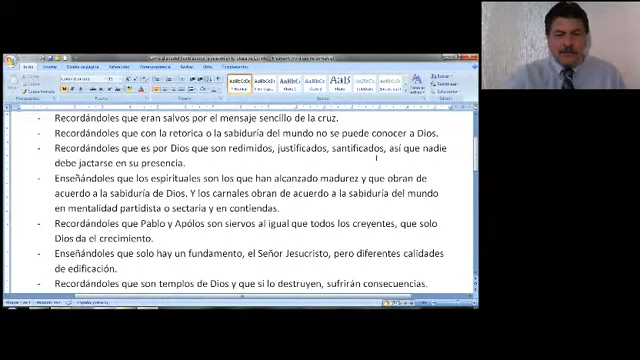 - Recordándoles que eran salvos por el mensaje sencillo de la cruz.
- Recordándoles que con la retorica o la sabiduría del mundo no se puede conocer a Dios.
- Recordándoles que es por Dios que son redimidos, justificados, santificados, así que nadie
debe jactarse en su presencia.
- Enseñándoles que los espirituales son los que han alcanzado madurez y que obran de
acuerdo a la sabiduría de Dios. Y los carnales obran de acuerdo a la sabiduría del mundo
en mentalidad partidista o sectaria y en contiendas.
- Recordándoles que Pablo y Apólos son siervos al igual que todos los creyentes, que solo
Dios da el crecimiento.
- Enseñándoles que solo hay un fundamento, el Señor Jesucristo, pero diferentes calidades
de edificación.
- Recordándoles que son templos de Dios y que si lo destruyen, sufrirán consecuencias.